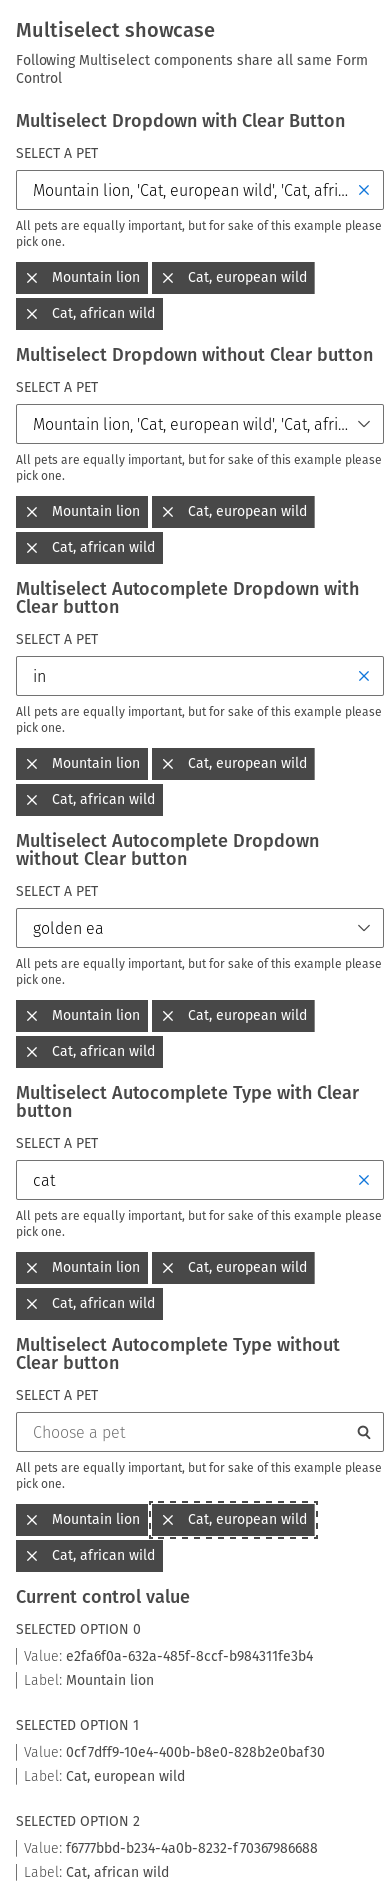 Multiselect showcase
Following Multiselect components share all same Form
Control
Multiselect Dropdown with Clear Button
SELECT A PET
Mountain lion, 'Cat, european wild', 'Cat, afri...
All pets are equally important, but for sake of this example please
pick one.
Mountain lion Cat, european wild
Cat, african wild
Multiselect Dropdown without Clear button
SELECT A PET
Mountain lion, 'Cat, european wild', 'Cat, afri...
All pets are equally important, but for sake of this example please
pick one.
Mountain lion Cat, european wild
Cat, african wild
Multiselect Autocomplete Dropdown with
Clear button
SELECT A PET
in
All pets are equally important, but for sake of this example please
pick one.
Mountain lion Cat, european wild
Cat, african wild
Multiselect Autocomplete Dropdown
without Clear button
SELECT A PET
golden ea
All pets are equally important, but for sake of this example please
pick one.
Mountain lion Cat, european wild
Cat, african wild
Multiselect Autocomplete Type with Clear
button
SELECT A PET
cat
All pets are equally important, but for sake of this example please
pick one.
Mountain lion Cat, european wild
Cat, african wild
Multiselect Autocomplete Type without
Clear button
SELECT A PET
Choose a pet
All pets are equally important, but for sake of this example please
pick one.
Mountain lion Cat, european wild
Cat, african wild
Current control value
SELECTED OPTION 0
Value: e2fa6f0a-632a-485f-8ccf-b984311fe3b4
Label: Mountain lion
SELECTED OPTION 1
Value: 0cf7dff9-10e4-400b-b8e0-828b2e0baf30
Label: Cat, european wild
SELECTED OPTION 2
Value: f6777bbd-b234-4a0b-8232-f70367986688
Label: Cat, african wild